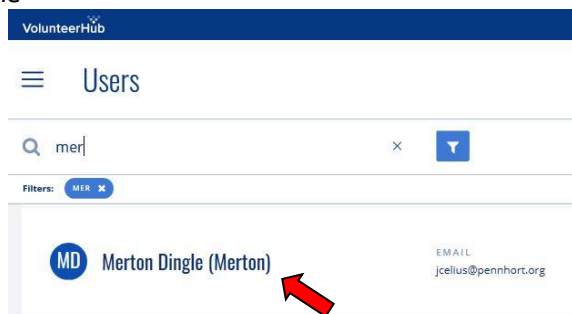 VolunteerHub
Users
mer
Filters: MER
MD Merton Dingle (Merton)
EMAIL
jcelius@pennhort.org